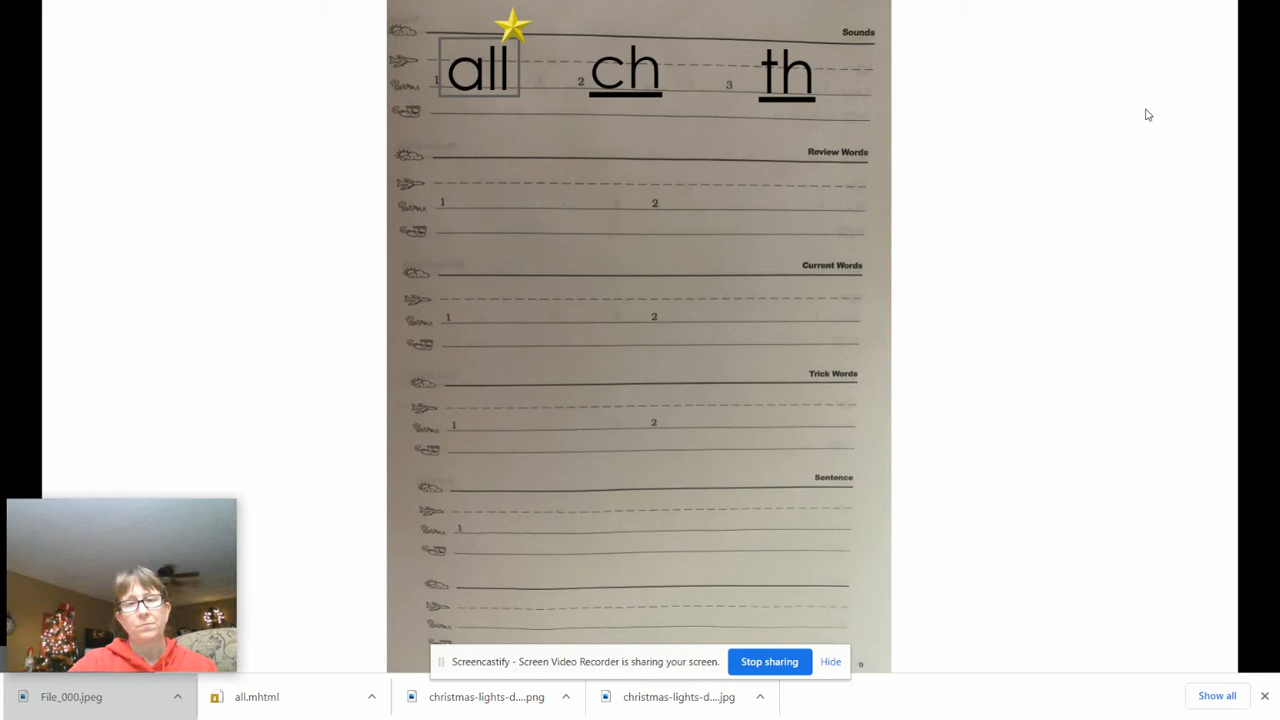 Sounds
1 all 2 ch 3 th
Review Words
1 2
Current Words
1 2
Trick Words
1 2
Sentence
1
9
Screencastify - Screen Video Recorder is sharing your screen. Stop sharing Hide
File_000.jpeg all.mhtml christmas-lights-d....png christmas-lights-d....jpg Show all